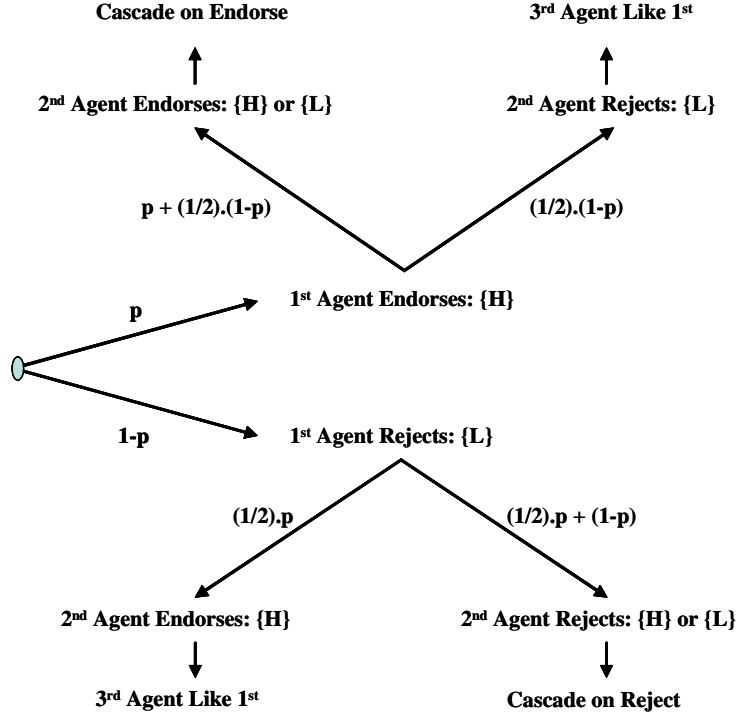 Cascade on Endorse
3rd Agent Like 1st
2nd Agent Endorses: {H} or {L}
2nd Agent Rejects: {L}
p + (1/2).(1-p)
(1/2).(1-p)
1st Agent Endorses: {H}
p
1-p
1st Agent Rejects: {L}
(1/2).p
(1/2).p + (1-p)
2nd Agent Endorses: {H}
2nd Agent Rejects: {H} or {L}
3rd Agent Like 1st
Cascade on Reject